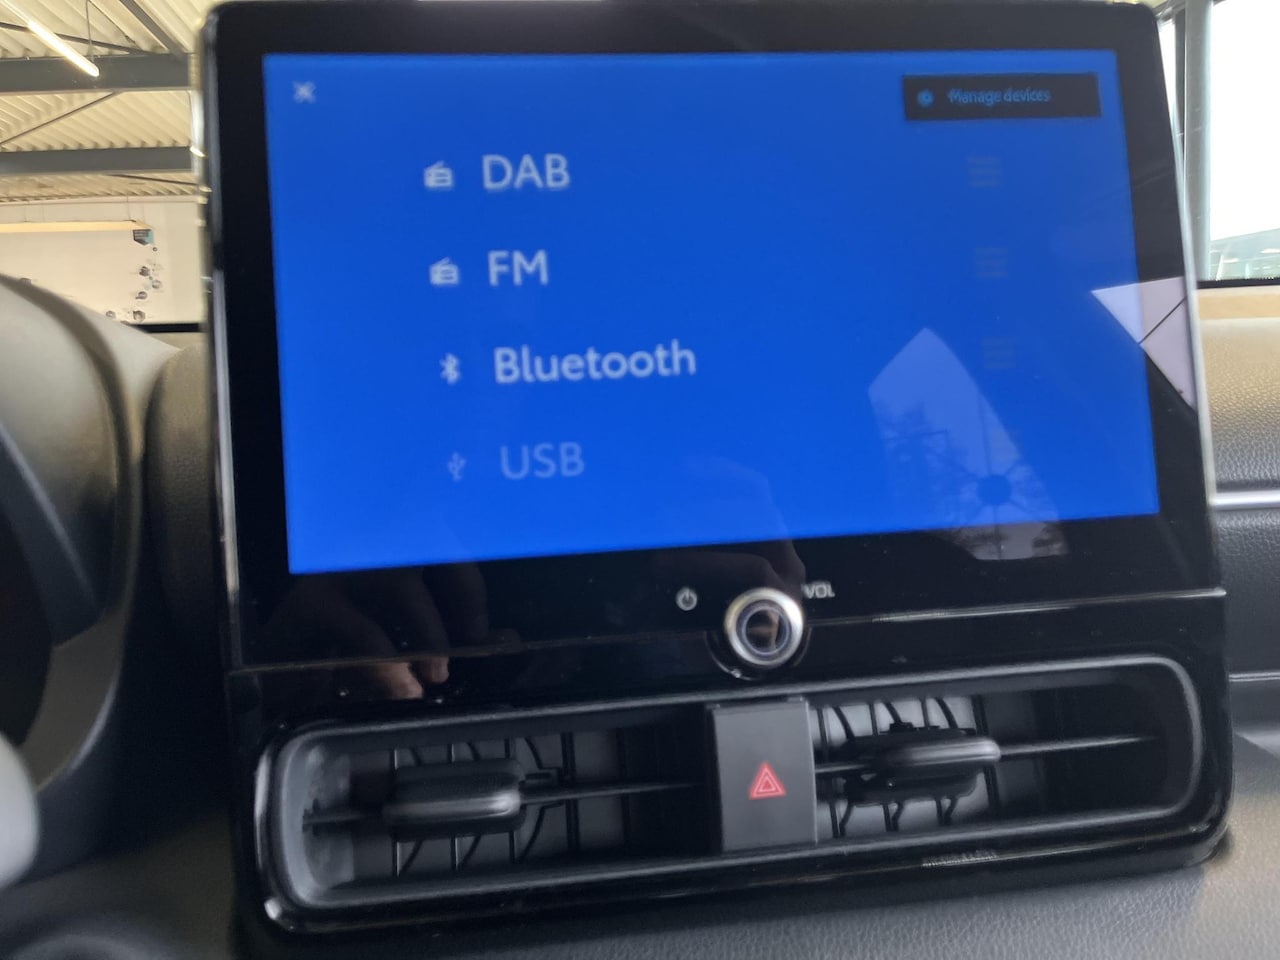 Manage devices
DAB
FM
Bluetooth
USB
VOL